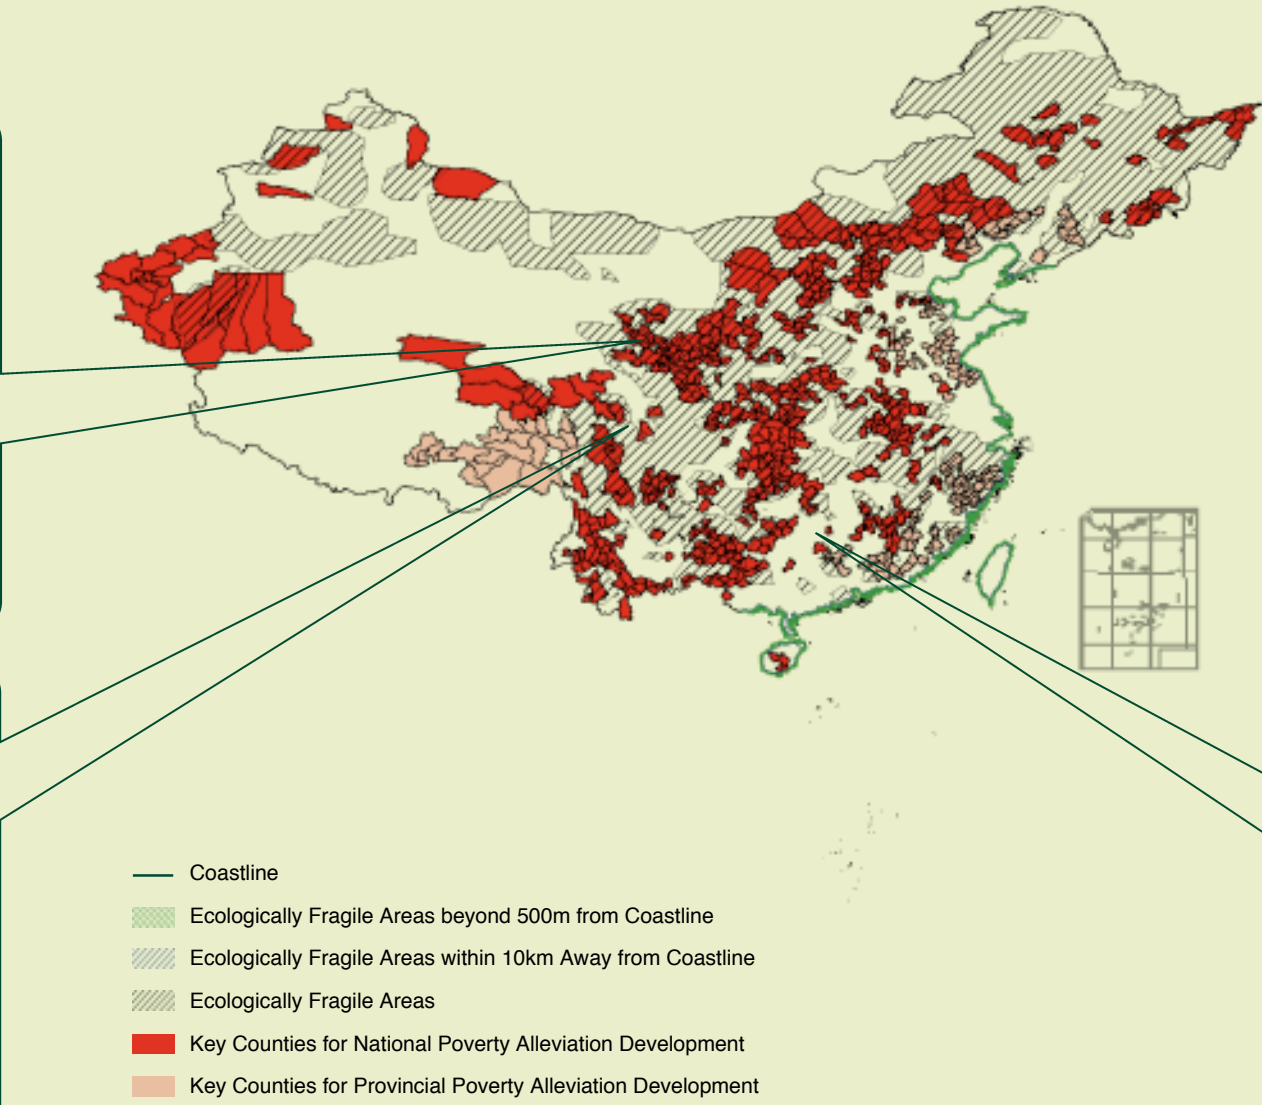 Coastline
Ecologically Fragile Areas beyond 500m from Coastline
Ecologically Fragile Areas within 10km Away from Coastline
Ecologically Fragile Areas
Key Counties for National Poverty Alleviation Development
Key Counties for Provincial Poverty Alleviation Development